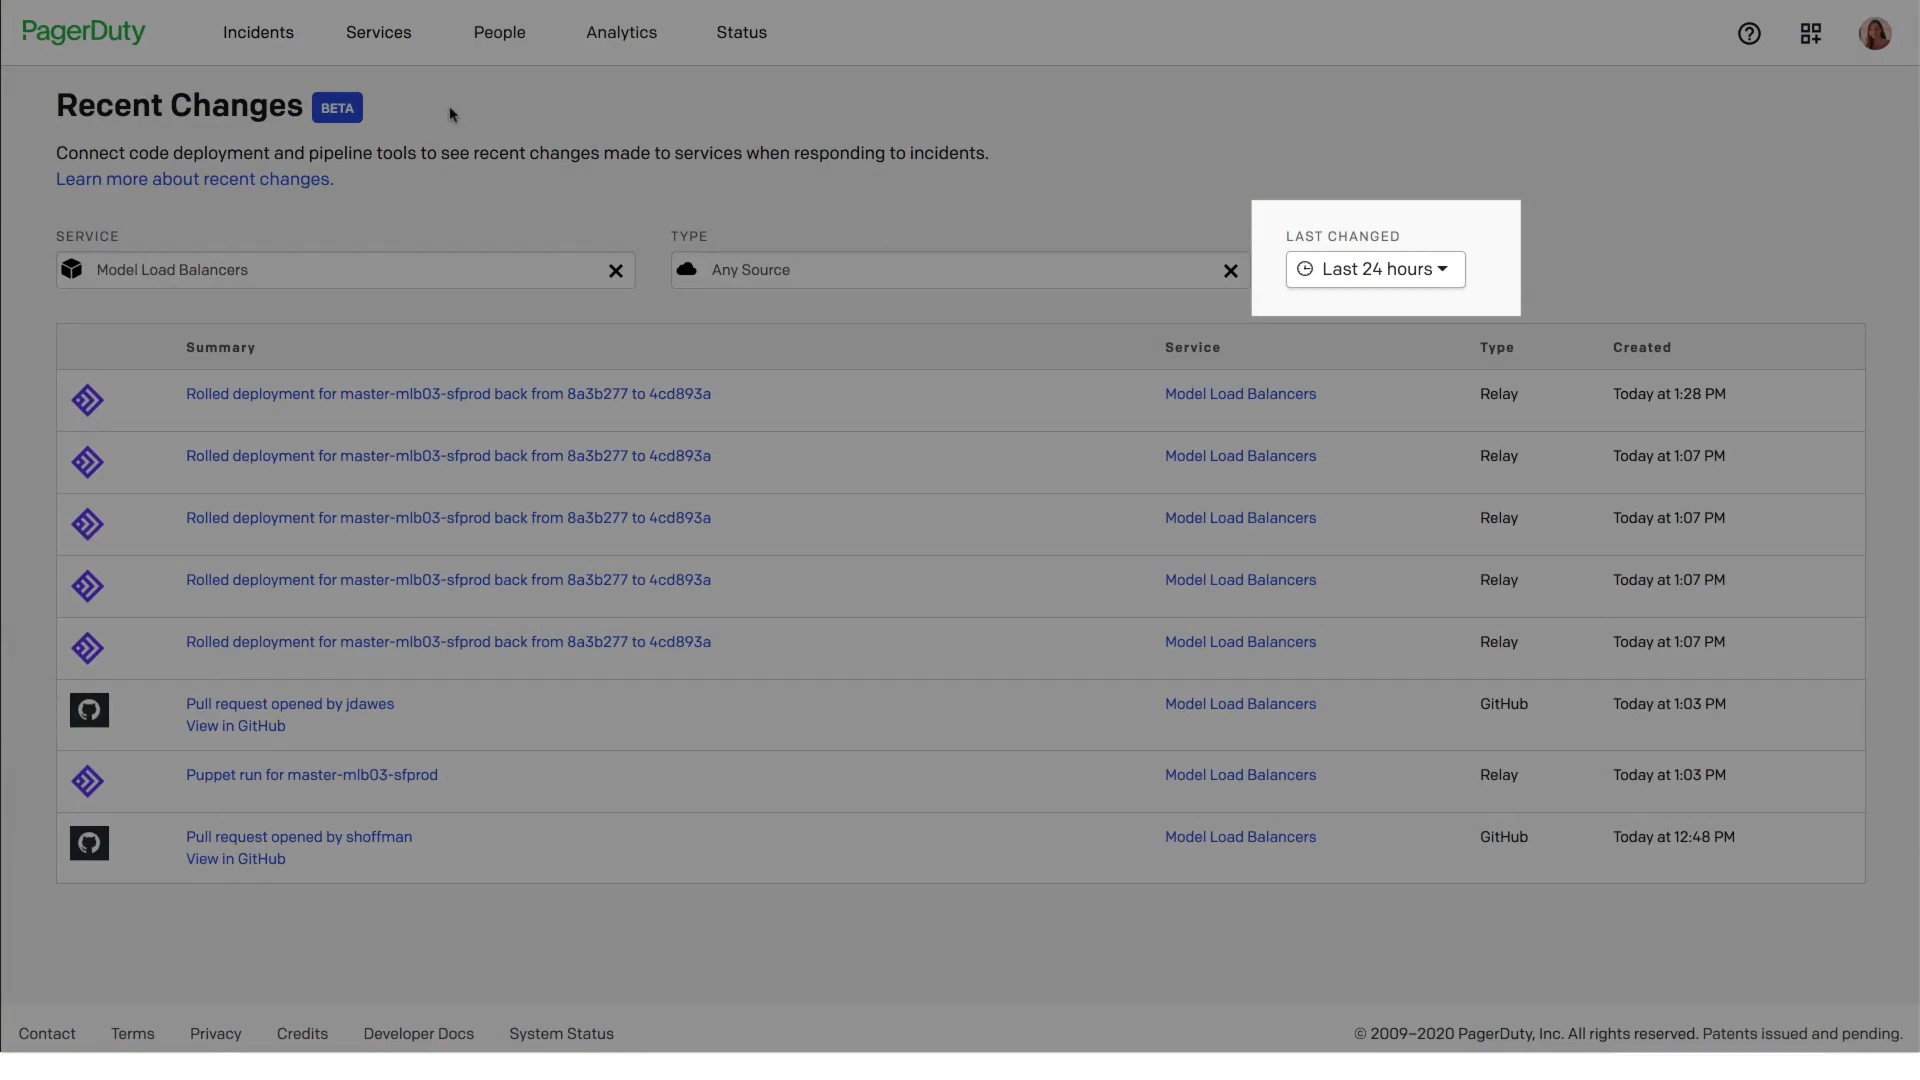 PagerDuty Incidents Services People Analytics Status
Recent Changes BETA
Connect code deployment and pipeline tools to see recent changes made to services when responding to incidents.
Learn more about recent changes.
SERVICE TYPE LAST CHANGED
Model Load Balancers Any Source Last 24 hours
Summary Service Type Created
Rolled deployment for master-mlb03-sfprod back from 8a3b277 to 4cd893a Model Load Balancers Relay Today at 1:28 PM
Rolled deployment for master-mlb03-sfprod back from 8a3b277 to 4cd893a Model Load Balancers Relay Today at 1:07 PM
Rolled deployment for master-mlb03-sfprod back from 8a3b277 to 4cd893a Model Load Balancers Relay Today at 1:07 PM
Rolled deployment for master-mlb03-sfprod back from 8a3b277 to 4cd893a Model Load Balancers Relay Today at 1:07 PM
Rolled deployment for master-mlb03-sfprod back from 8a3b277 to 4cd893a Model Load Balancers Relay Today at 1:07 PM
Pull request opened by jdawes Model Load Balancers GitHub Today at 1:03 PM
View in GitHub
Puppet run for master-mlb03-sfprod Model Load Balancers Relay Today at 1:03 PM
Pull request opened by shoffman Model Load Balancers GitHub Today at 12:48 PM
View in GitHub
Contact Terms Privacy Credits Developer Docs System Status © 2009–2020 PagerDuty, Inc. All rights reserved. Patents issued and pending.